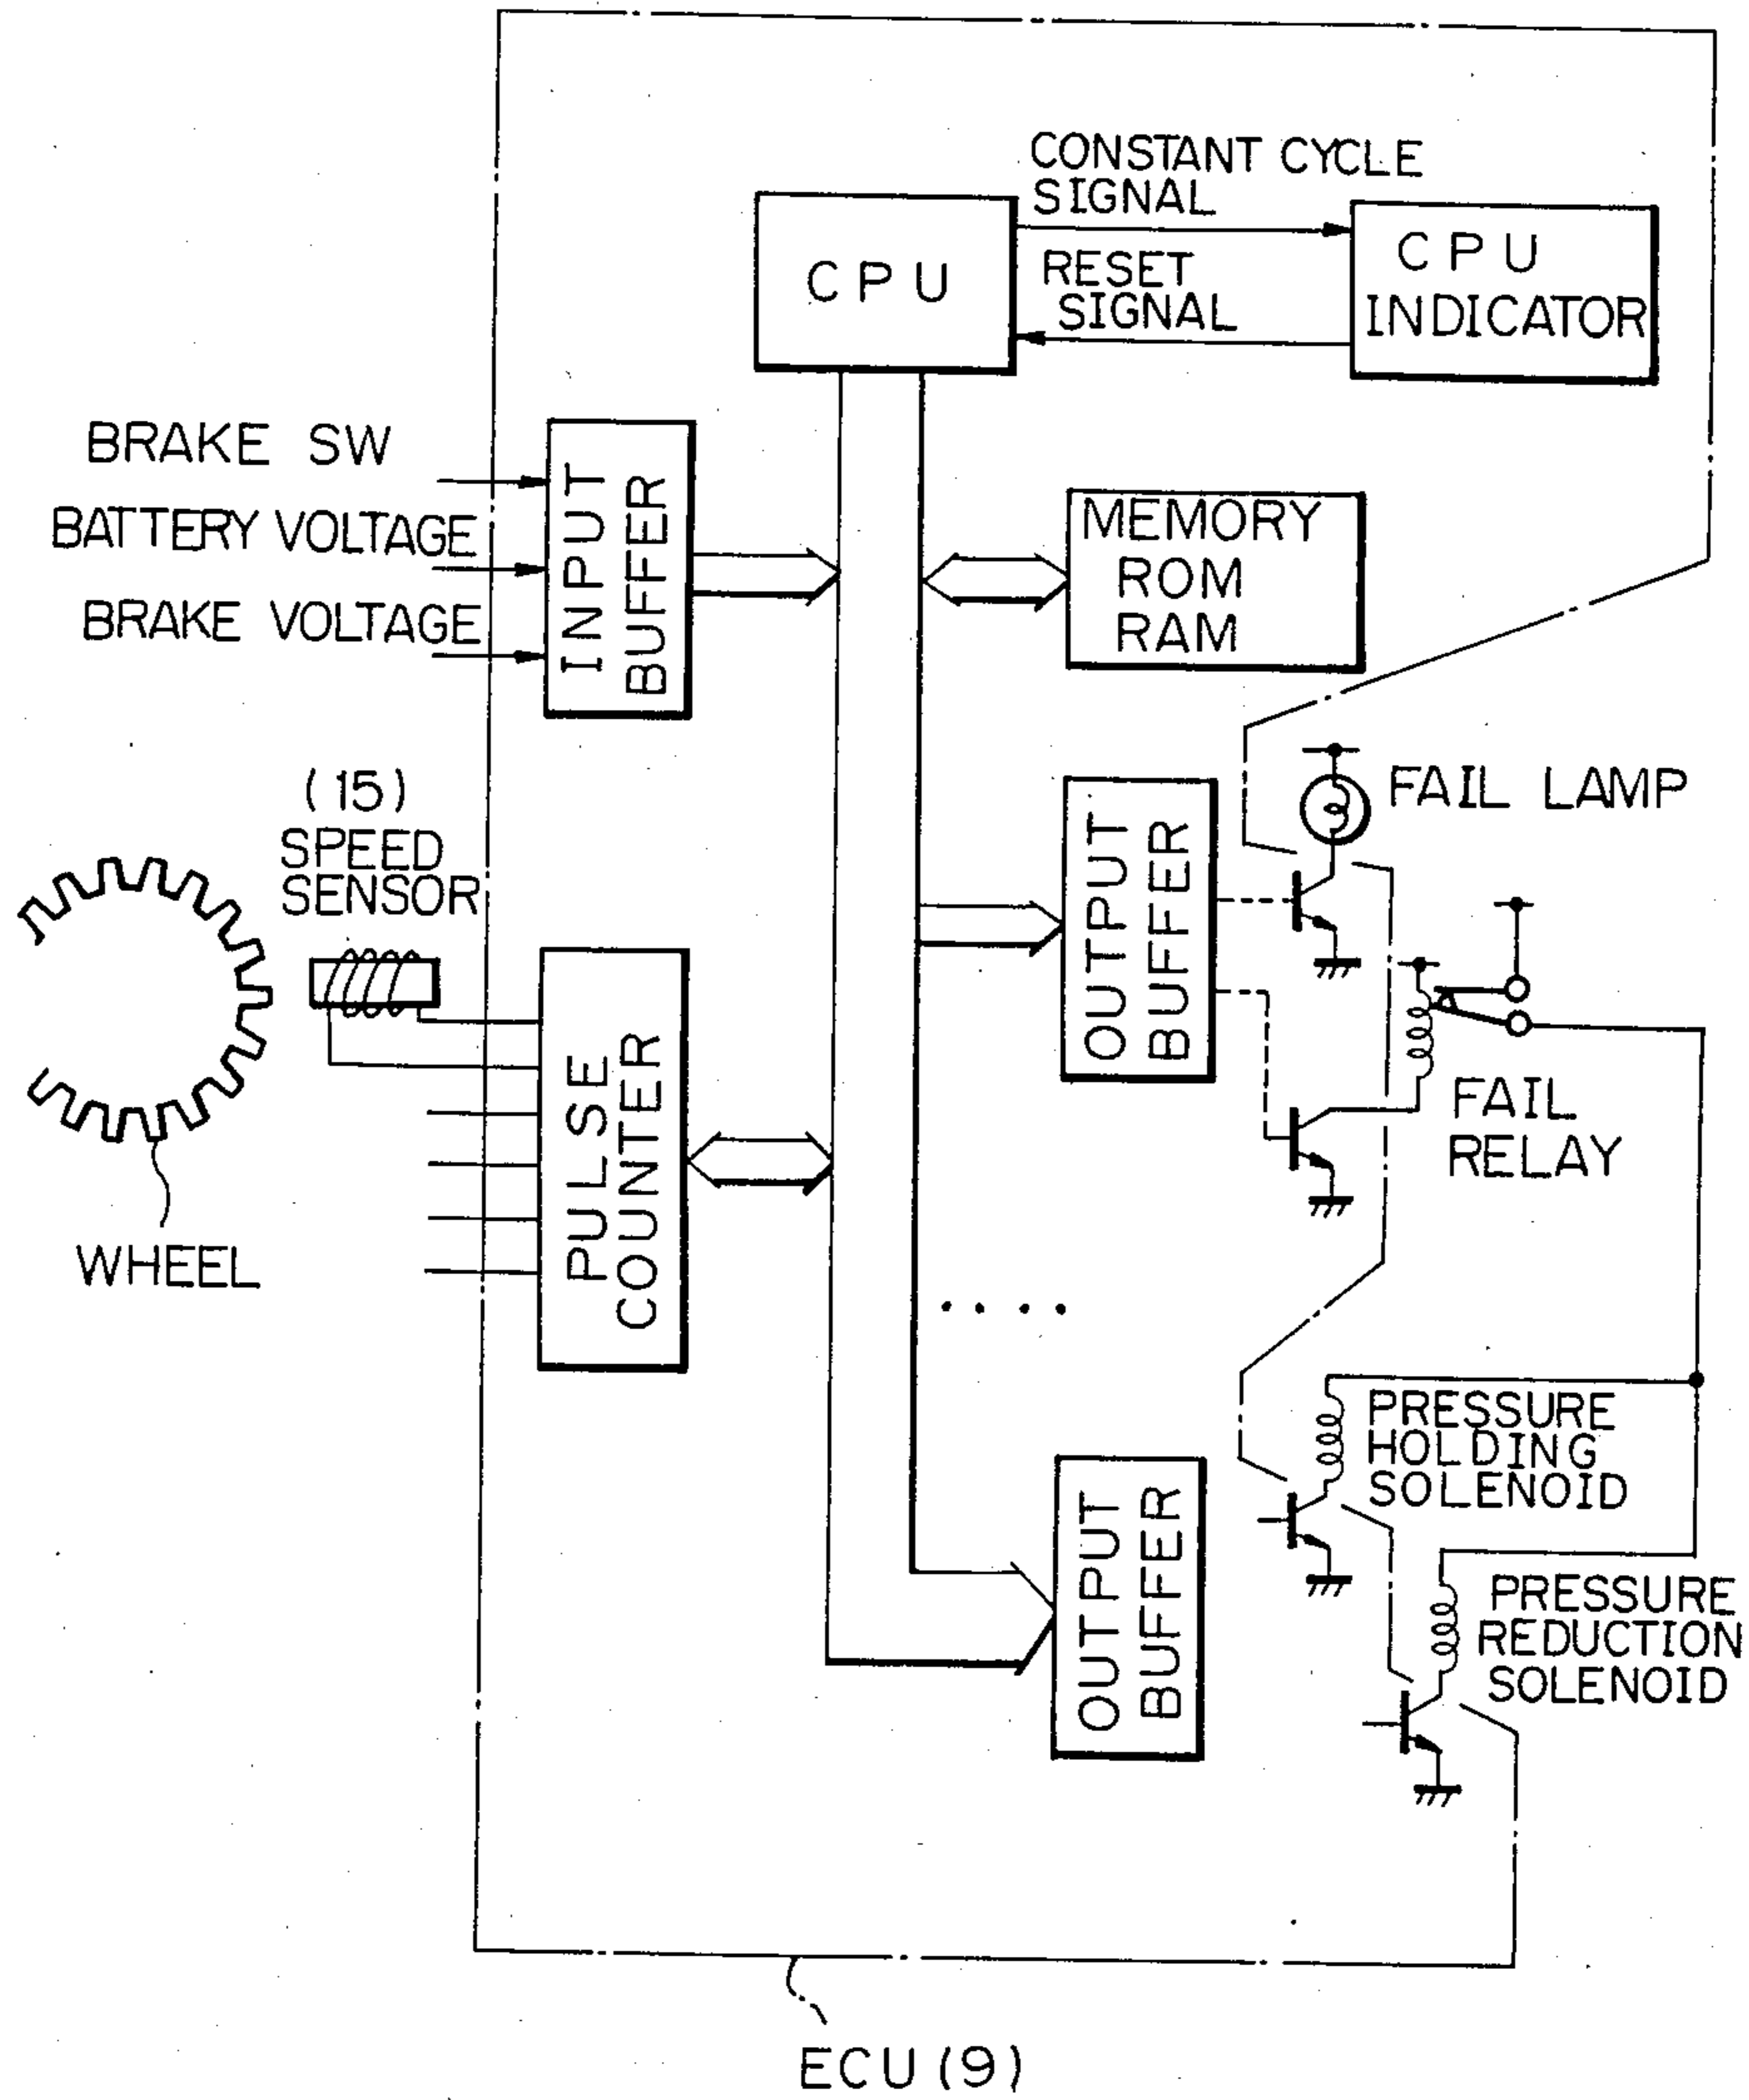 CONSTANT CYCLE
SIGNAL
CPU
RESET
SIGNAL
CPU
INDICATOR
BRAKE SW
BATTERY VOLTAGE
BRAKE VOLTAGE
INPUT
BUFFER
MEMORY
ROM
RAM
(15)
SPEED
SENSOR
FAIL LAMP
OUTPUT
BUFFER
PULSE
COUNTER
FAIL
RELAY
WHEEL
PRESSURE
HOLDING
SOLENOID
OUTPUT
BUFFER
PRESSURE
REDUCTION
SOLENOID
ECU (9)